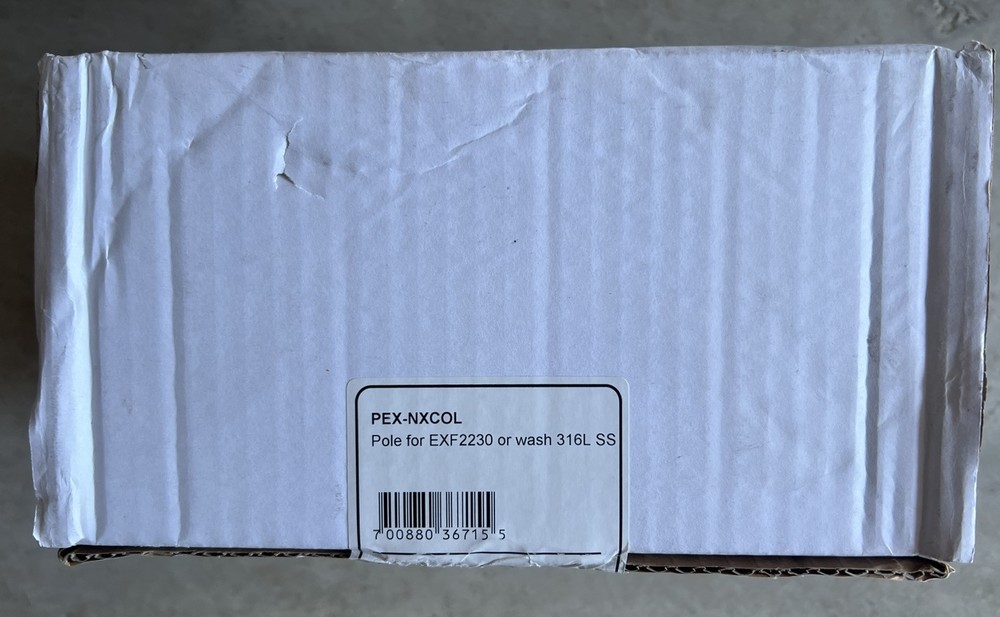 PEX-NXCOL
Pole for EXF2230 or wash 316L SS
7 00880 36715 5